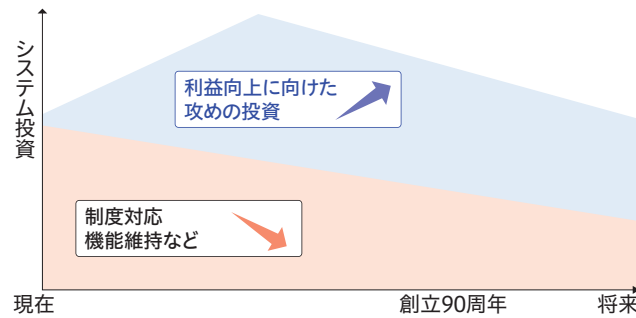 システム投資
利益向上に向けた
攻めの投資
制度対応
機能維持など
現在
創立90周年
将来